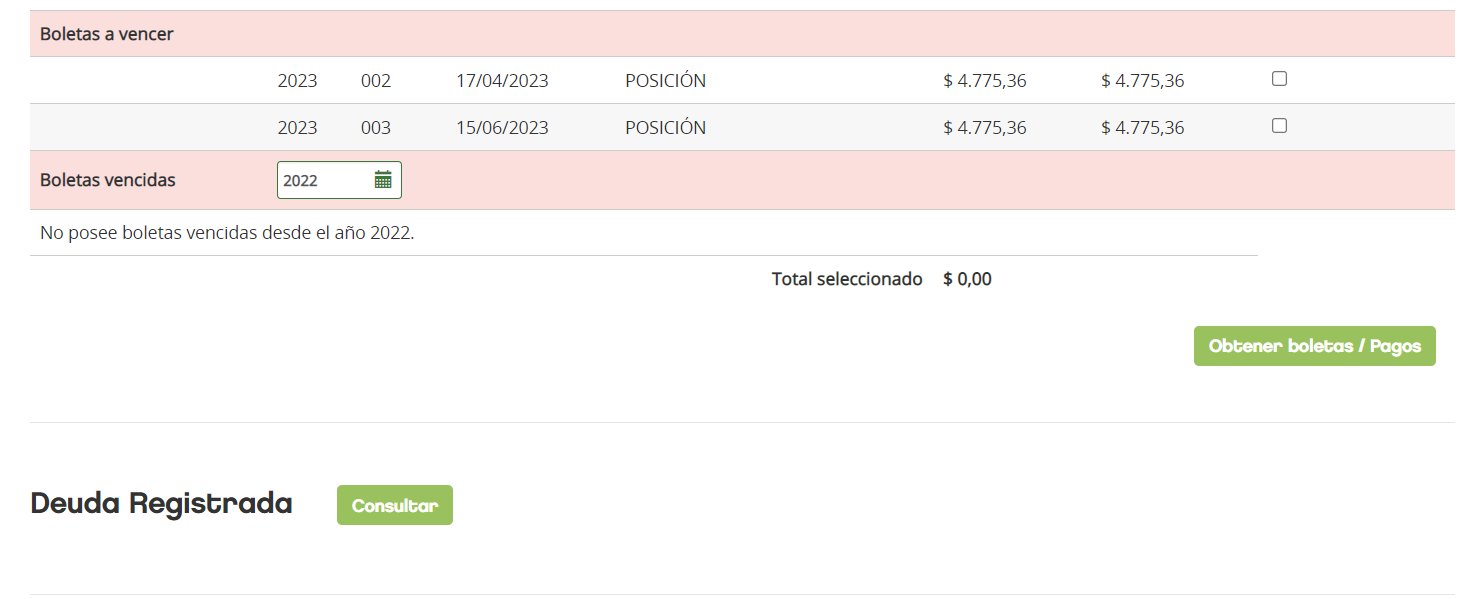 Boletas a vencer
2023 002 17/04/2023 POSICIÓN $ 4.775,36 $ 4.775,36
2023 003 15/06/2023 POSICIÓN $ 4.775,36 $ 4.775,36
Boletas vencidas 2022
No posee boletas vencidas desde el año 2022.
Total seleccionado $ 0,00
Obtener boletas / Pagos
Deuda Registrada Consultar